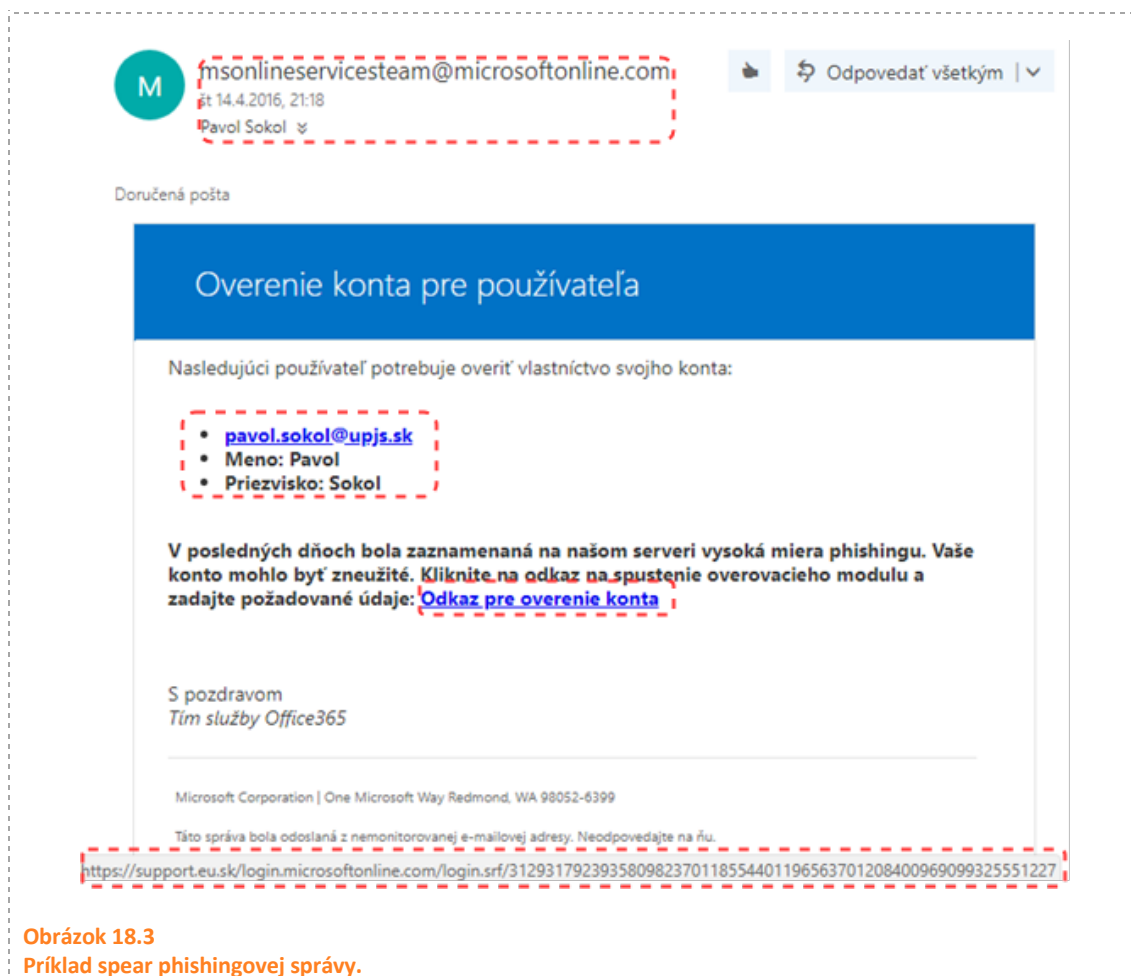 M
msonlineservicesteam@microsoftonline.com
št 14.4.2016, 21:18
Pavol Sokol
Odpovedať všetkým
Doručená pošta
Overenie konta pre používateľa
Nasledujúci používateľ potrebuje overiť vlastníctvo svojho konta:
• pavol.sokol@upjs.sk
• Meno: Pavol
• Priezvisko: Sokol
V posledných dňoch bola zaznamenaná na našom serveri vysoká miera phishingu. Vaše
konto mohlo byť zneužité. Kliknite na odkaz na spustenie overovacieho modulu a
zadajte požadované údaje: Odkaz pre overenie konta
S pozdravom
Tím služby Office365
Microsoft Corporation | One Microsoft Way Redmond, WA 98052-6399
Táto správa bola odoslaná z nemonitorovanej e-mailovej adresy. Neodpovedajte na ňu.
https://support.eu.sk/login.microsoftonline.com/login.srf/31293179239358098237011855440119656370120840096909932555​1227
Obrázok 18.3
Príklad spear phishingovej správy.